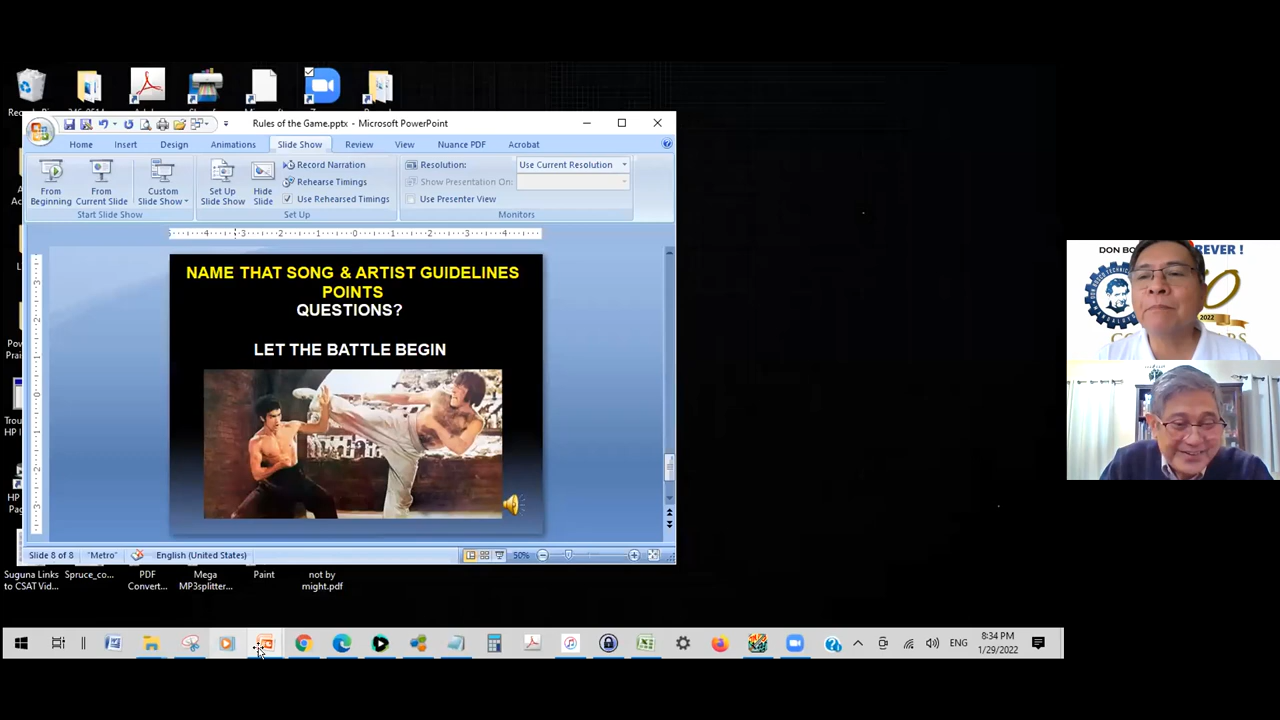 Rules of the Game.pptx - Microsoft PowerPoint
Home Insert Design Animations Slide Show Review View Nuance PDF Acrobat
From Beginning
From Current Slide
Custom Slide Show
Start Slide Show
Set Up Slide Show
Hide Slide
Record Narration
Rehearse Timings
Use Rehearsed Timings
Set Up
Resolution: Use Current Resolution
Show Presentation On:
Use Presenter View
Monitors
NAME THAT SONG & ARTIST GUIDELINES
POINTS
QUESTIONS?
LET THE BATTLE BEGIN
Slide 8 of 8 "Metro" English (United States) 50%
Suguna Links
to CSAT Vid...
Spruce_co...
PDF
Convert...
Mega
MP3splitter...
Paint
not by
might.pdf
ENG
8:34 PM
1/29/2022
DON BO
REVER !
DON BOSCO TECHNIC
2022